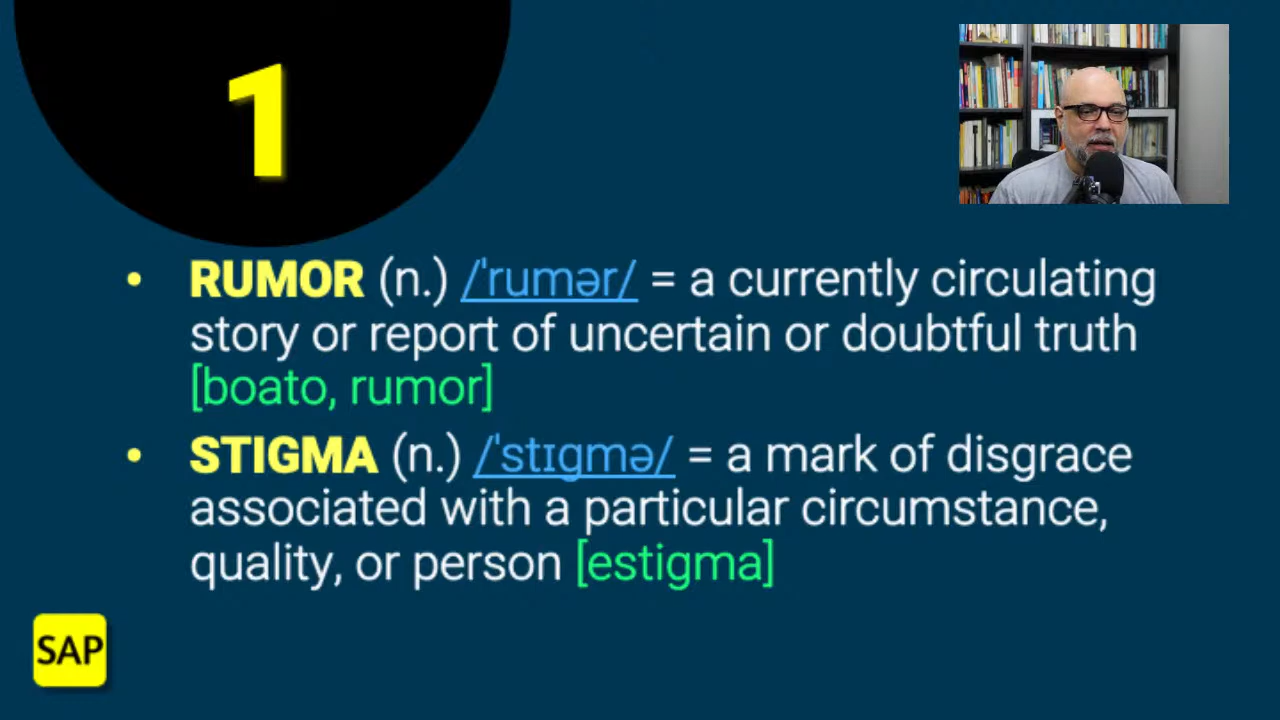 1
• RUMOR (n.) /ˈrumər/ = a currently circulating
story or report of uncertain or doubtful truth
[boato, rumor]
• STIGMA (n.) /ˈstɪgmə/ = a mark of disgrace
associated with a particular circumstance,
quality, or person [estigma]
SAP